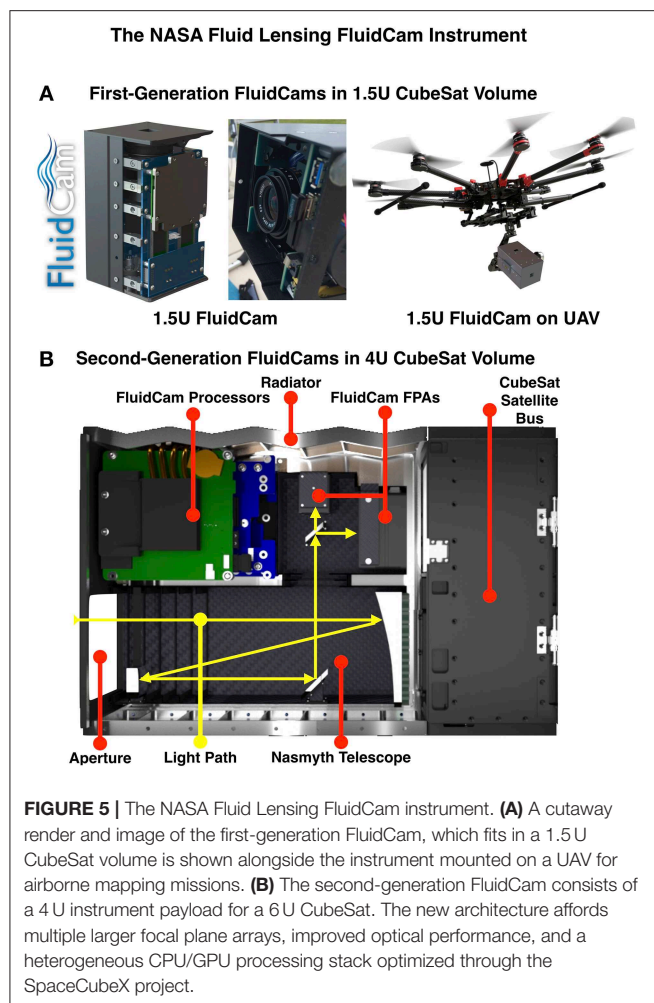 The NASA Fluid Lensing FluidCam Instrument
A First-Generation FluidCams in 1.5U CubeSat Volume
FluidCam
1.5U FluidCam
1.5U FluidCam on UAV
B Second-Generation FluidCams in 4U CubeSat Volume
FluidCam Processors
Radiator
FluidCam FPAs
CubeSat
Satellite
Bus
Aperture
Light Path
Nasmyth Telescope
FIGURE 5 | The NASA Fluid Lensing FluidCam instrument. (A) A cutaway
render and image of the first-generation FluidCam, which fits in a 1.5 U
CubeSat volume is shown alongside the instrument mounted on a UAV for
airborne mapping missions. (B) The second-generation FluidCam consists of
a 4 U instrument payload for a 6 U CubeSat. The new architecture affords
multiple larger focal plane arrays, improved optical performance, and a
heterogeneous CPU/GPU processing stack optimized through the
SpaceCubeX project.